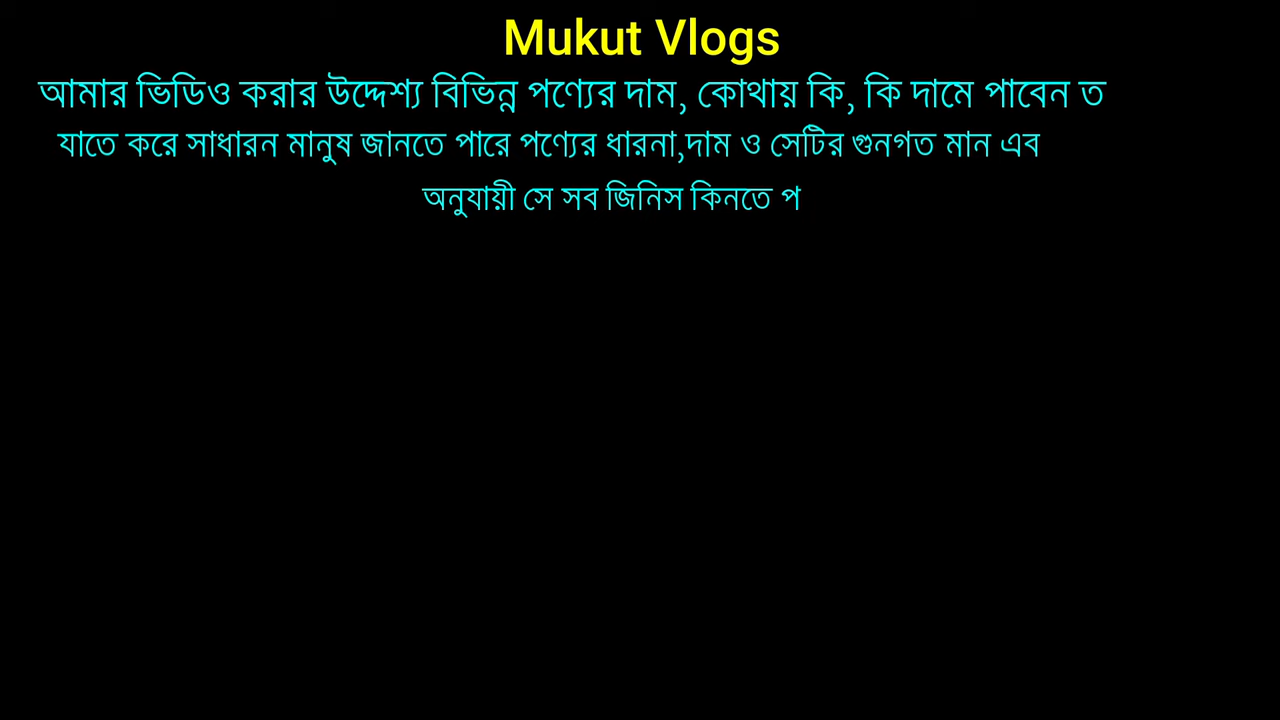 Mukut Vlogs
আমার ভিডিও করার উদ্দেশ্য বিভিন্ন পণ্যের দাম, কোথায় কি, কি দামে পাবেন ত
যাতে করে সাধারন মানুষ জানতে পারে পণ্যের ধারনা,দাম ও সেটির গুনগত মান এব
অনুযায়ী সে সব জিনিস কিনতে প